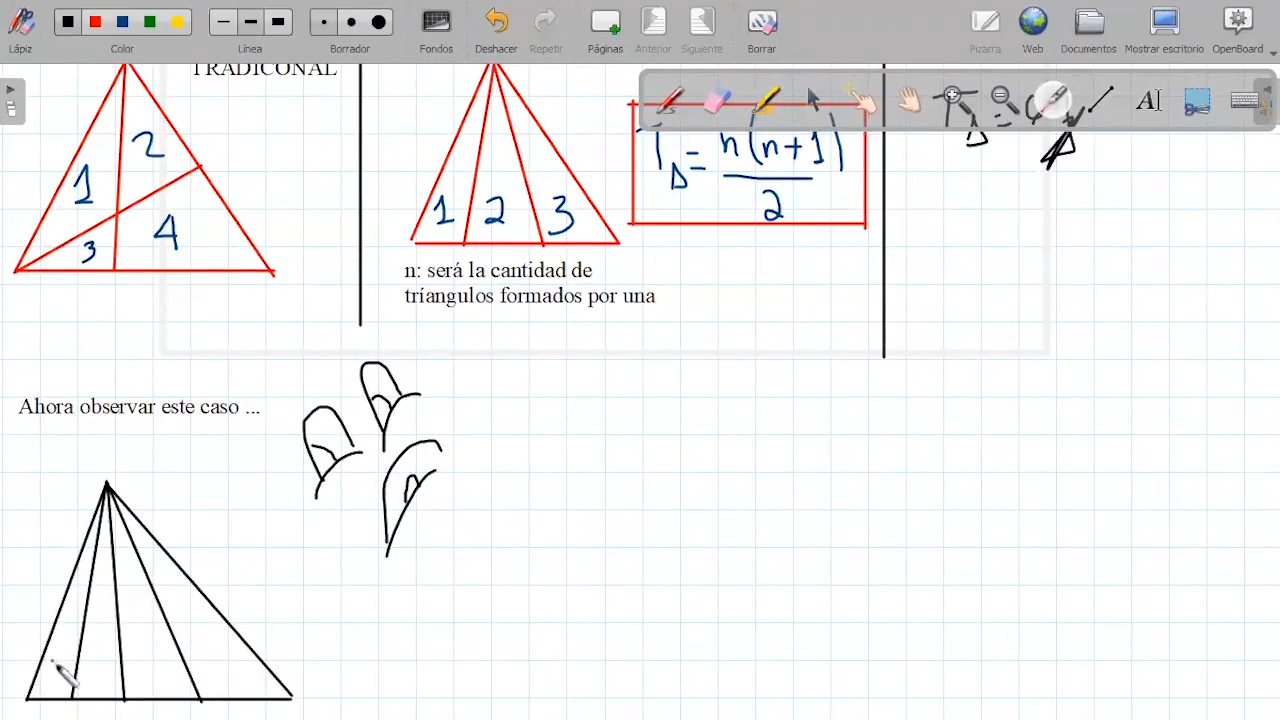 Lápiz
Color
Línea
Borrador
Fondos
Deshacer
Repetir
Páginas
Anterior
Siguiente
Borrar
Pizarra
Web
Documentos
Mostrar escritorio
OpenBoard
TRADICONAL
1
2
3
4
1 2 3
T△ = n(n+1)
2
n: será la cantidad de
tríangulos formados por una
Ahora observar este caso ...